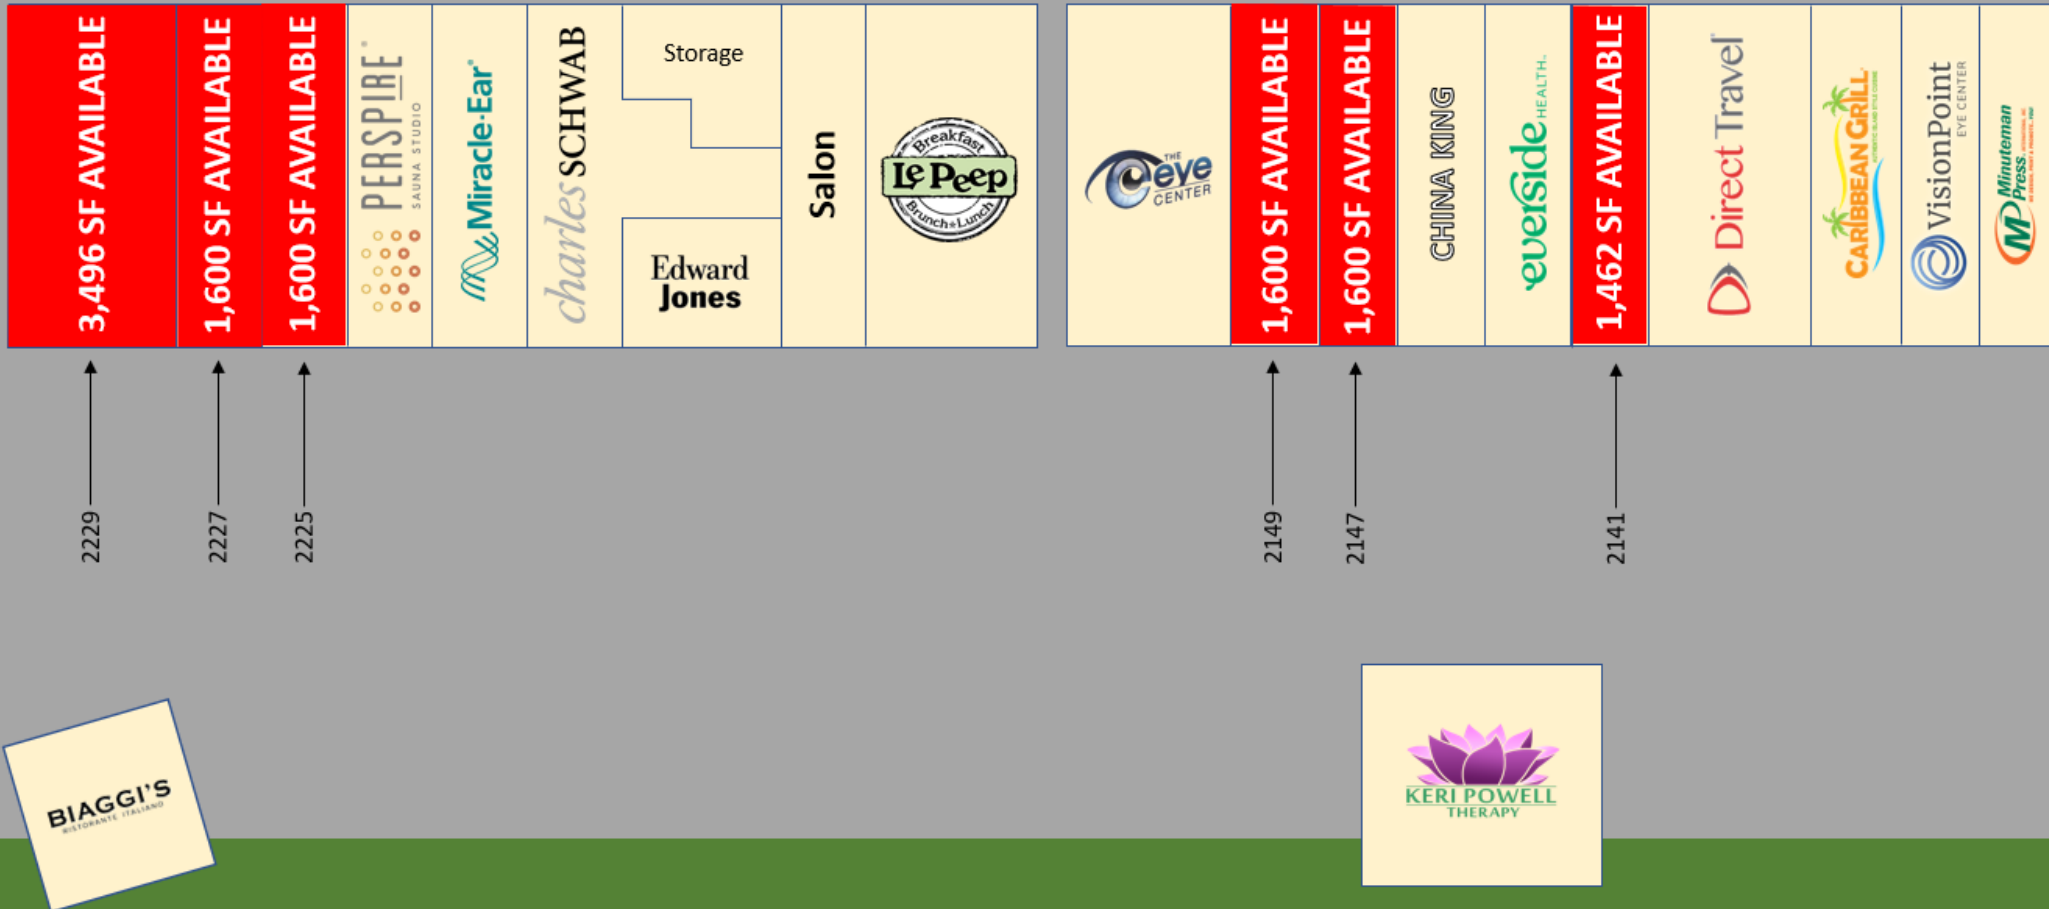 3,496 SF AVAILABLE
1,600 SF AVAILABLE
1,600 SF AVAILABLE
PERSPIRE
SAUNA STUDIO
Miracle-Ear®
charles SCHWAB
Storage
Edward
Jones
Salon
Breakfast
Le Peep
Brunch★Lunch
THE
eye
CENTER
1,600 SF AVAILABLE
1,600 SF AVAILABLE
CHINA KING
everside HEALTH
1,462 SF AVAILABLE
Direct Travel
CARIBBEAN GRILL
VisionPoint
EYE CENTER
MP Minuteman
Press
2229
2227
2225
2149
2147
2141
BIAGGI'S
RISTORANTE ITALIANO
KERI POWELL
THERAPY